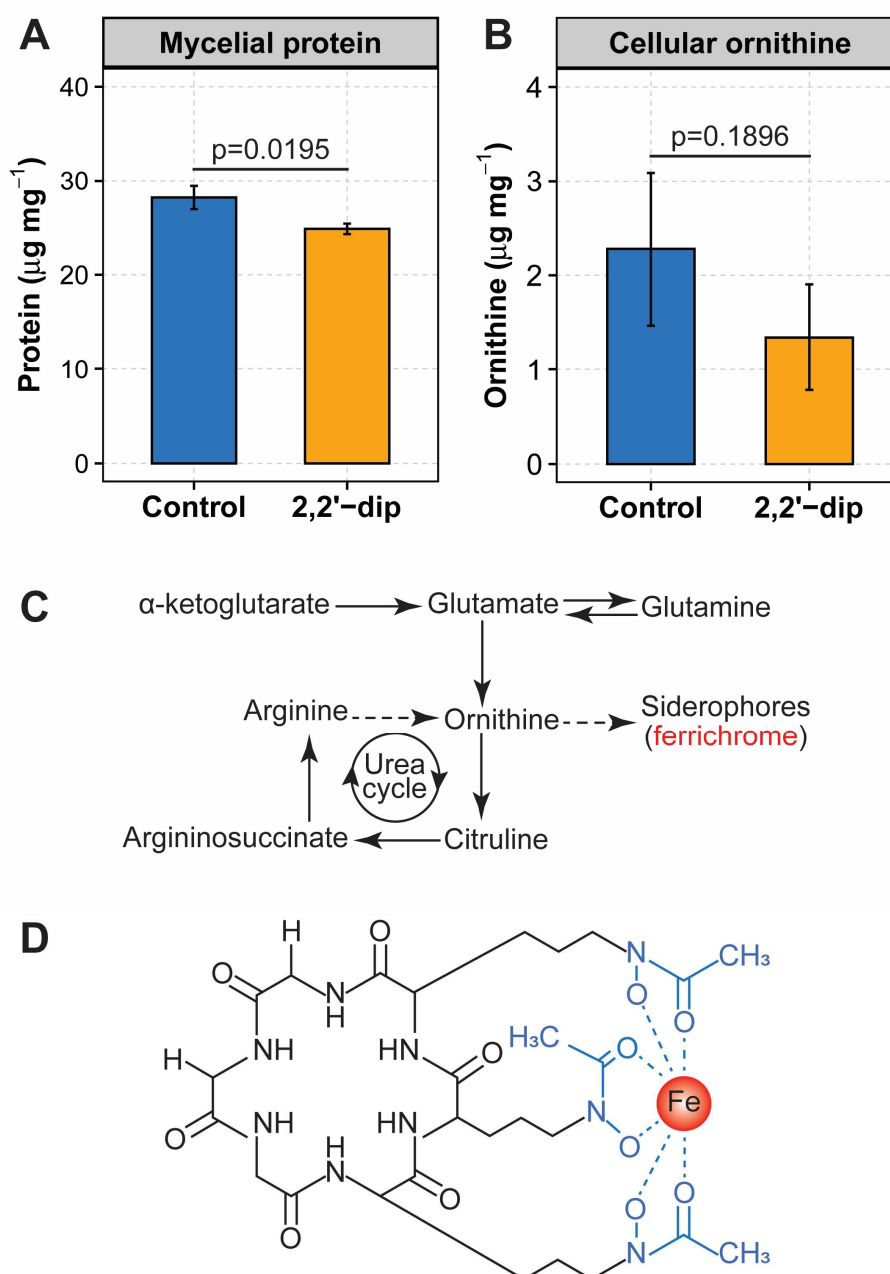 A
Mycelial protein
Protein (μg mg⁻¹)
40
30
20
10
0
p=0.0195
Control
2,2'−dip
B
Cellular ornithine
Ornithine (μg mg⁻¹)
4
3
2
1
0
p=0.1896
Control
2,2'−dip
C
α-ketoglutarate
Glutamate
Glutamine
Arginine
Ornithine
Siderophores
(ferrichrome)
Urea
cycle
Argininosuccinate
Citruline
D
H
O
O
N
CH₃
O
N
H
O
O
NH
HN
H₃C
O
O
H
Fe
N
NH
HN
O
O
H
N
O
O
O
O
N
CH₃